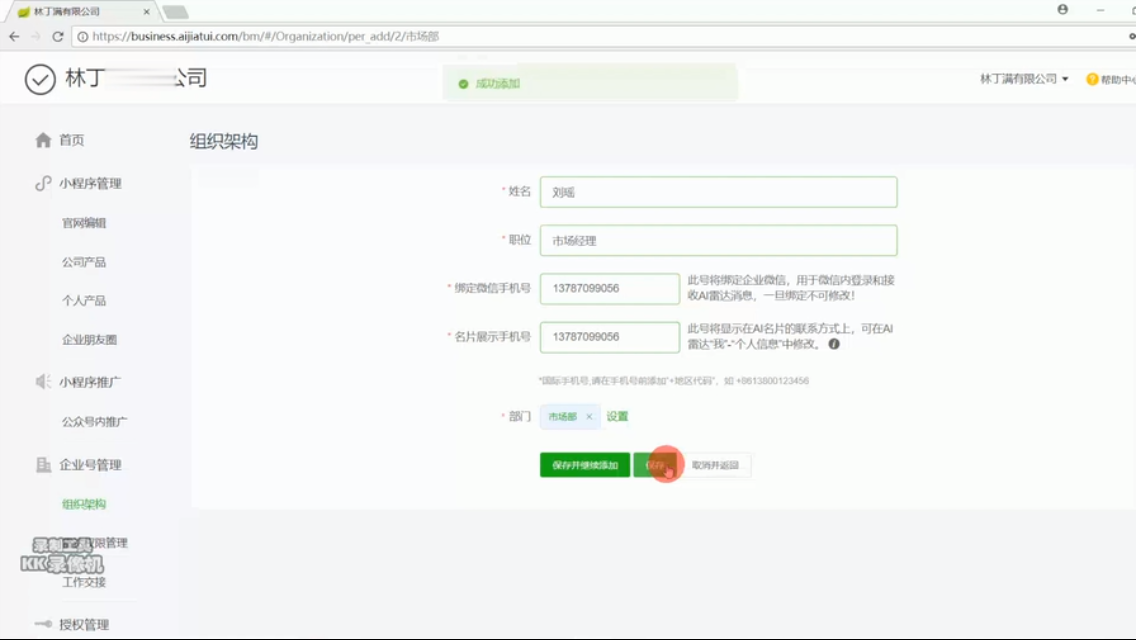 林丁满有限公司
https://business.aijiatui.com/bm/#/Organization/per_add/2/市场部
林丁 公司
成功添加
林丁满有限公司
帮助中心
首页
组织架构
小程序管理
官网编辑
公司产品
个人产品
企业朋友圈
小程序推广
公众号内推广
企业号管理
组织架构
权限管理
工作交接
授权管理
* 姓名 刘瑶
* 职位 市场经理
* 绑定微信手机号 13787099056
此号将绑定企业微信，用于微信内登录和接
收AI雷达消息，一旦绑定不可修改！
* 名片展示手机号 13787099056
此号将显示在AI名片的联系方式上，可在AI
雷达“我”-“个人信息”中修改。
*国际手机号,请在手机号前添加“+地区代码”，如 +8613800123456
* 部门 市场部 × 设置
保存并继续添加 保存 取消并返回
录制工具
KK录像机